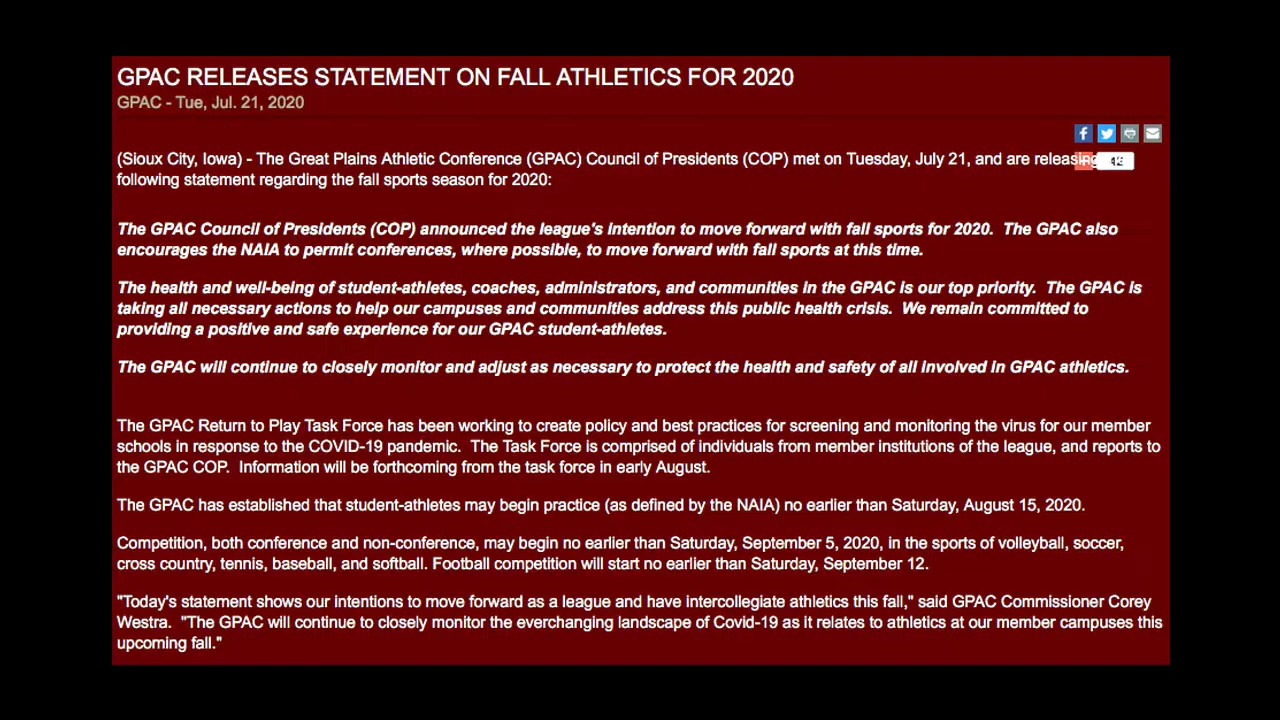 GPAC RELEASES STATEMENT ON FALL ATHLETICS FOR 2020
GPAC - Tue, Jul. 21, 2020
(Sioux City, Iowa) - The Great Plains Athletic Conference (GPAC) Council of Presidents (COP) met on Tuesday, July 21, and are releasing
42
following statement regarding the fall sports season for 2020:
The GPAC Council of Presidents (COP) announced the league's intention to move forward with fall sports for 2020.  The GPAC also
encourages the NAIA to permit conferences, where possible, to move forward with fall sports at this time.
The health and well-being of student-athletes, coaches, administrators, and communities in the GPAC is our top priority.  The GPAC is
taking all necessary actions to help our campuses and communities address this public health crisis.  We remain committed to
providing a positive and safe experience for our GPAC student-athletes.
The GPAC will continue to closely monitor and adjust as necessary to protect the health and safety of all involved in GPAC athletics.
The GPAC Return to Play Task Force has been working to create policy and best practices for screening and monitoring the virus for our member
schools in response to the COVID-19 pandemic.  The Task Force is comprised of individuals from member institutions of the league, and reports to
the GPAC COP.  Information will be forthcoming from the task force in early August.
The GPAC has established that student-athletes may begin practice (as defined by the NAIA) no earlier than Saturday, August 15, 2020.
Competition, both conference and non-conference, may begin no earlier than Saturday, September 5, 2020, in the sports of volleyball, soccer,
cross country, tennis, baseball, and softball. Football competition will start no earlier than Saturday, September 12.
"Today's statement shows our intentions to move forward as a league and have intercollegiate athletics this fall," said GPAC Commissioner Corey
Westra.  "The GPAC will continue to closely monitor the everchanging landscape of Covid-19 as it relates to athletics at our member campuses this
upcoming fall."